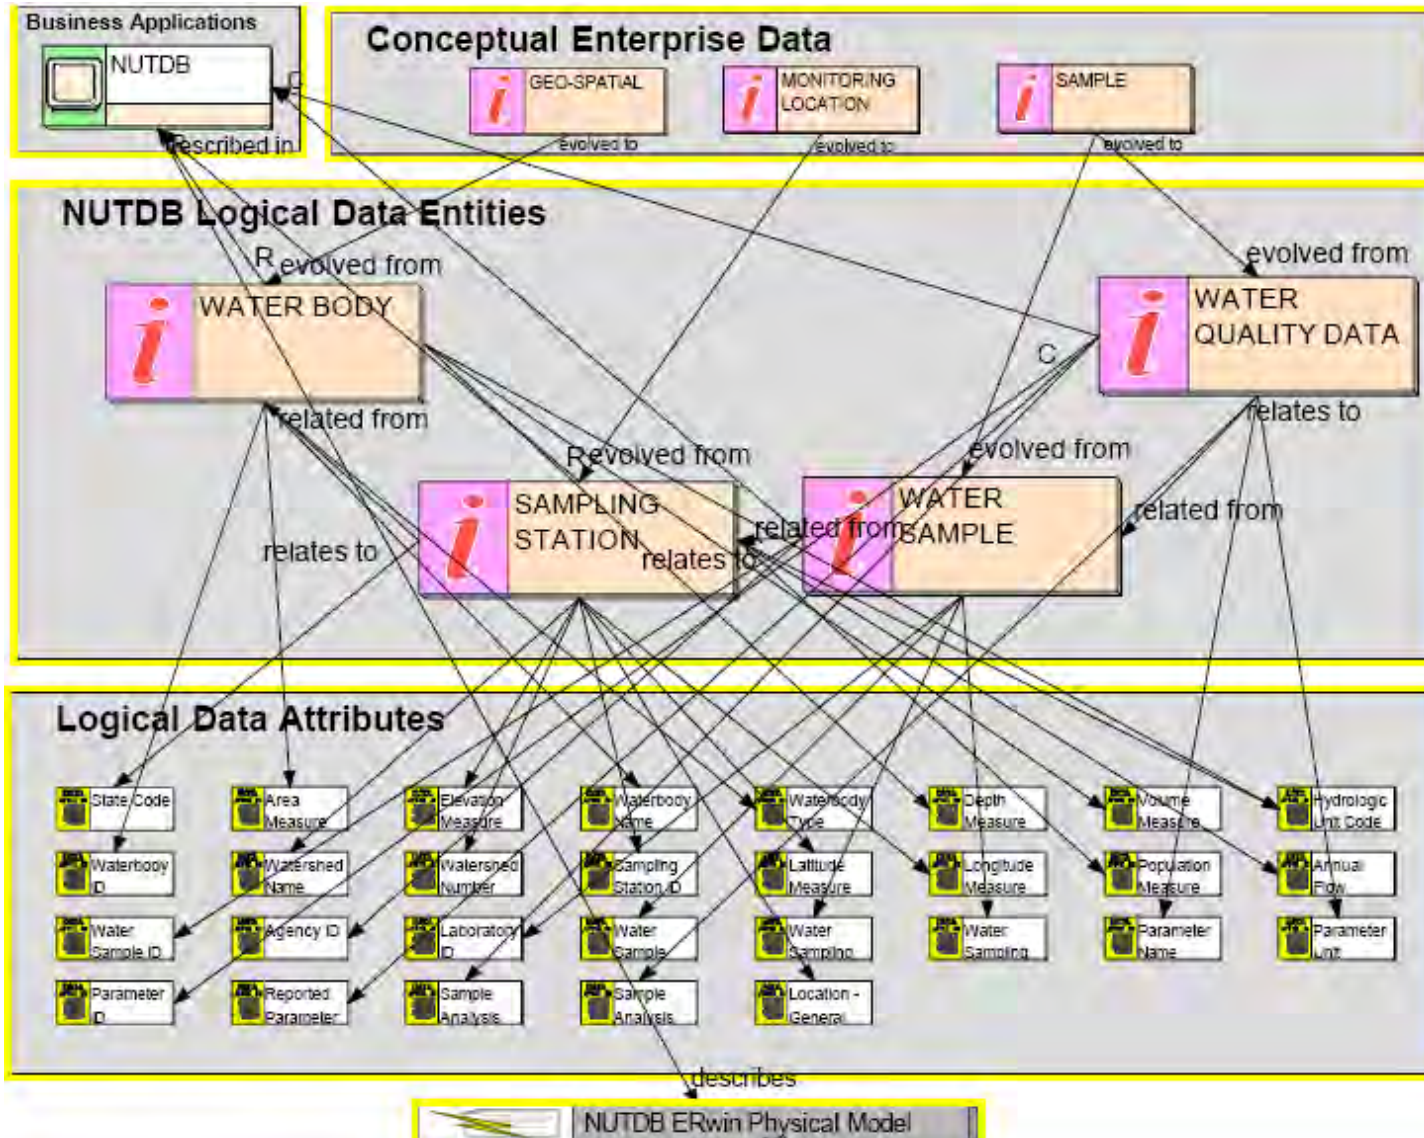 Business Applications
NUTDB
described in
C
Conceptual Enterprise Data
GEO-SPATIAL
MONITORING
LOCATION
SAMPLE
evolved to
evolved to
evolved to
NUTDB Logical Data Entities
R
evolved from
WATER BODY
related from
evolved from
WATER
QUALITY DATA
C
relates to
R
evolved from
SAMPLING
STATION
evolved from
WATER
SAMPLE
related from
relates to
related from
relates to
Logical Data Attributes
State Code
Area
Measure
Elevation
Measure
Waterbody
Name
Waterbody
Type
Depth
Measure
Volume
Measure
Hydrologic
Unit Code
Waterbody
ID
Watershed
Name
Watershed
Number
Sampling
Station ID
Latitude
Measure
Longitude
Measure
Population
Measure
Annual
Flow
Water
Sample ID
Agency ID
Laboratory
ID
Water
Sample
Water
Sampling
Water
Sampling
Parameter
Name
Parameter
Unit
Parameter
ID
Reported
Parameter
Sample
Analysis
Sample
Analysis
Location -
General
describes
NUTDB ERwin Physical Model